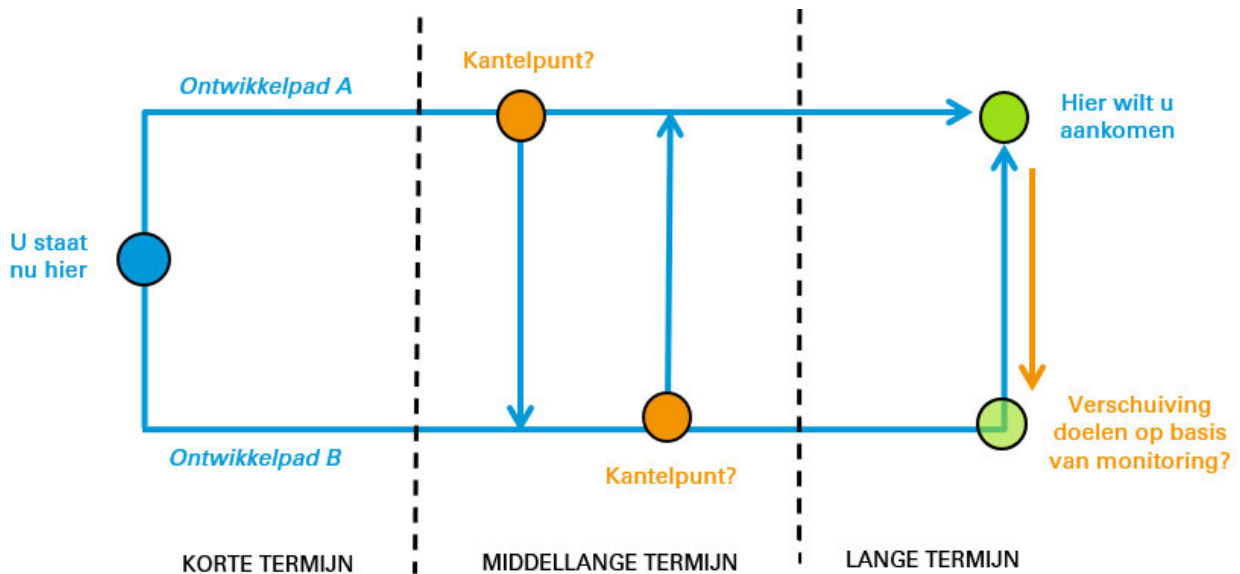 Kantelpunt?
Ontwikkelpad A
Hier wilt u
aankomen
U staat
nu hier
Ontwikkelpad B
Kantelpunt?
Verschuiving
doelen op basis
van monitoring?
KORTE TERMIJN
MIDDELLANGE TERMIJN
LANGE TERMIJN